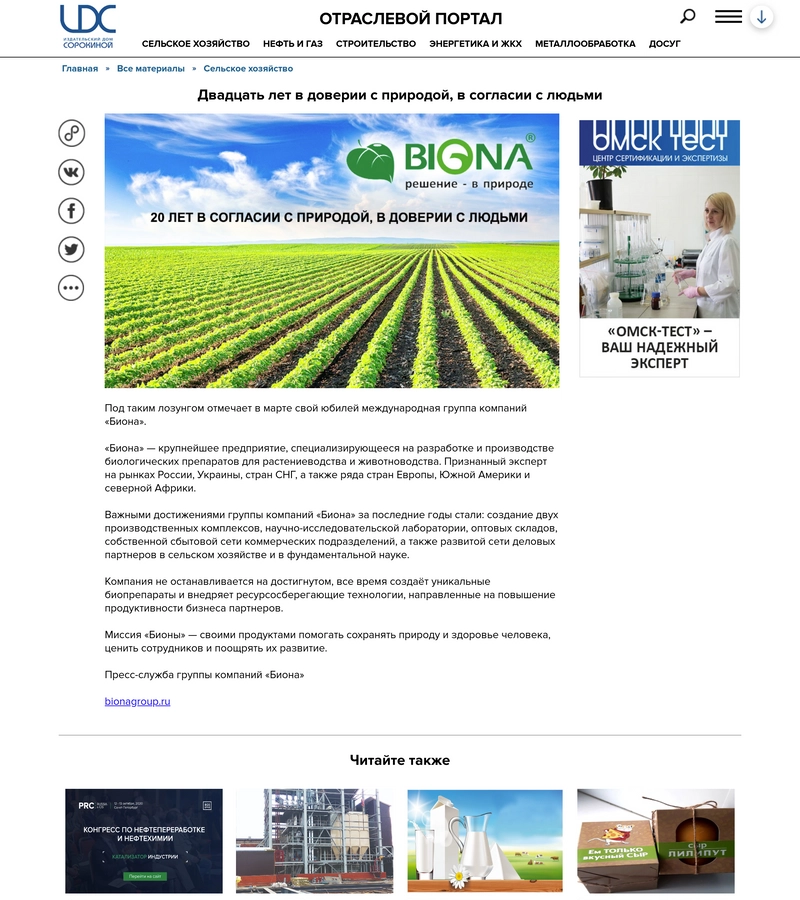 UDC
ИЗДАТЕЛЬСКИЙ ДОМ
СОРОКИНОЙ
ОТРАСЛЕВОЙ ПОРТАЛ
СЕЛЬСКОЕ ХОЗЯЙСТВО НЕФТЬ И ГАЗ СТРОИТЕЛЬСТВО ЭНЕРГЕТИКА И ЖКХ МЕТАЛЛООБРАБОТКА ДОСУГ
Главная » Все материалы » Сельское хозяйство
Двадцать лет в доверии с природой, в согласии с людьми
BIONA®
решение - в природе
20 ЛЕТ В СОГЛАСИИ С ПРИРОДОЙ, В ДОВЕРИИ С ЛЮДЬМИ
ОМСК ТЕСТ
ЦЕНТР СЕРТИФИКАЦИИ И ЭКСПЕРТИЗЫ
«ОМСК-ТЕСТ» –
ВАШ НАДЕЖНЫЙ
ЭКСПЕРТ
Под таким лозунгом отмечает в марте свой юбилей международная группа компаний
«Биона».
«Биона» — крупнейшее предприятие, специализирующееся на разработке и производстве
биологических препаратов для растениеводства и животноводства. Признанный эксперт
на рынках России, Украины, стран СНГ, а также ряда стран Европы, Южной Америки и
северной Африки.
Важными достижениями группы компаний «Биона» за последние годы стали: создание двух
производственных комплексов, научно-исследовательской лаборатории, оптовых складов,
собственной сбытовой сети коммерческих подразделений, а также развитой сети деловых
партнеров в сельском хозяйстве и в фундаментальной науке.
Компания не останавливается на достигнутом, все время создаёт уникальные
биопрепараты и внедряет ресурсосберегающие технологии, направленные на повышение
продуктивности бизнеса партнеров.
Миссия «Бионы» — своими продуктами помогать сохранять природу и здоровье человека,
ценить сотрудников и поощрять их развитие.
Пресс-служба группы компаний «Биона»
bionagroup.ru
Читайте также
PRC
КОНГРЕСС ПО НЕФТЕПЕРЕРАБОТКЕ
И НЕФТЕХИМИИ
КАТАЛИЗАТОР ИНДУСТРИИ
Перейти на сайт
Ем ТОЛЬКО
вкусный СЫР
сыр
ЛИЛИПУТ